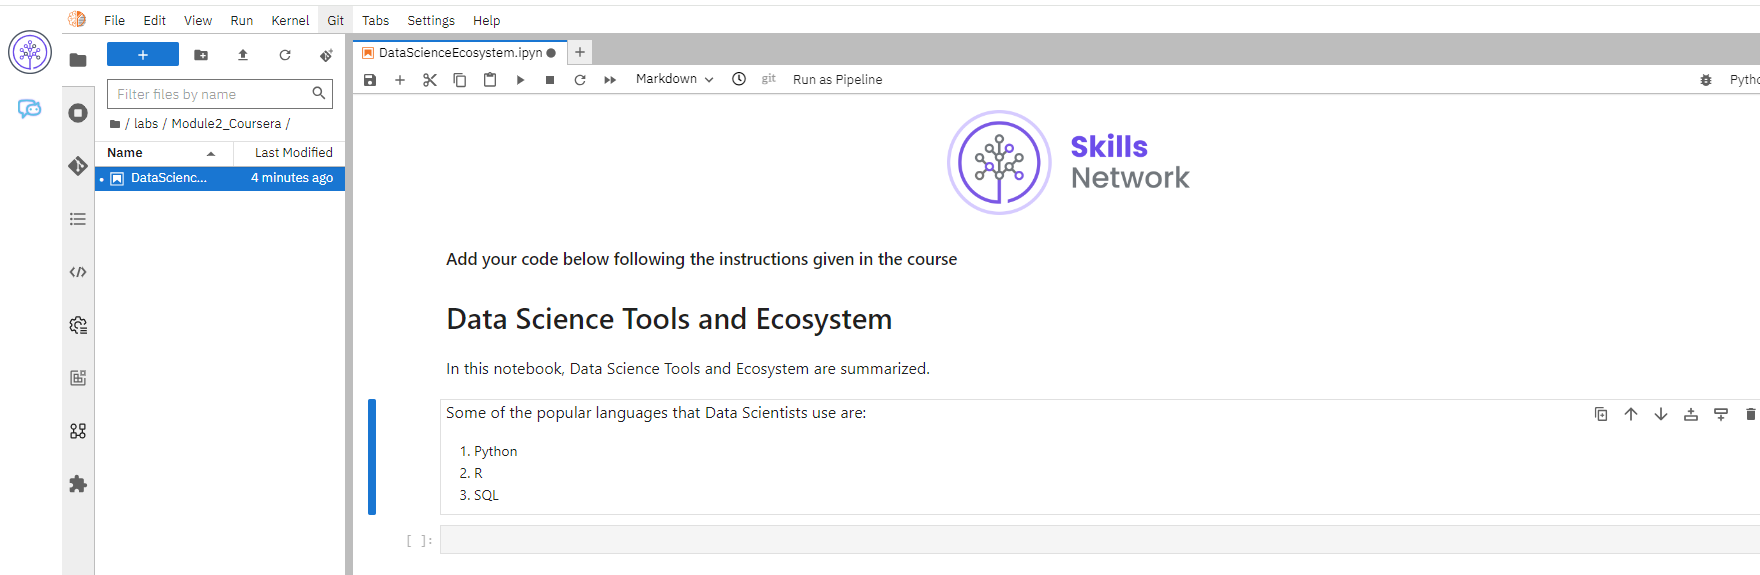 File Edit View Run Kernel Git Tabs Settings Help
DataScienceEcosystem.ipyn
Markdown git Run as Pipeline
Filter files by name
/ labs / Module2_Coursera /
Name Last Modified
DataScienc... 4 minutes ago
Skills
Network
Add your code below following the instructions given in the course
Data Science Tools and Ecosystem
In this notebook, Data Science Tools and Ecosystem are summarized.
Some of the popular languages that Data Scientists use are:
1. Python
2. R
3. SQL
[ ]: